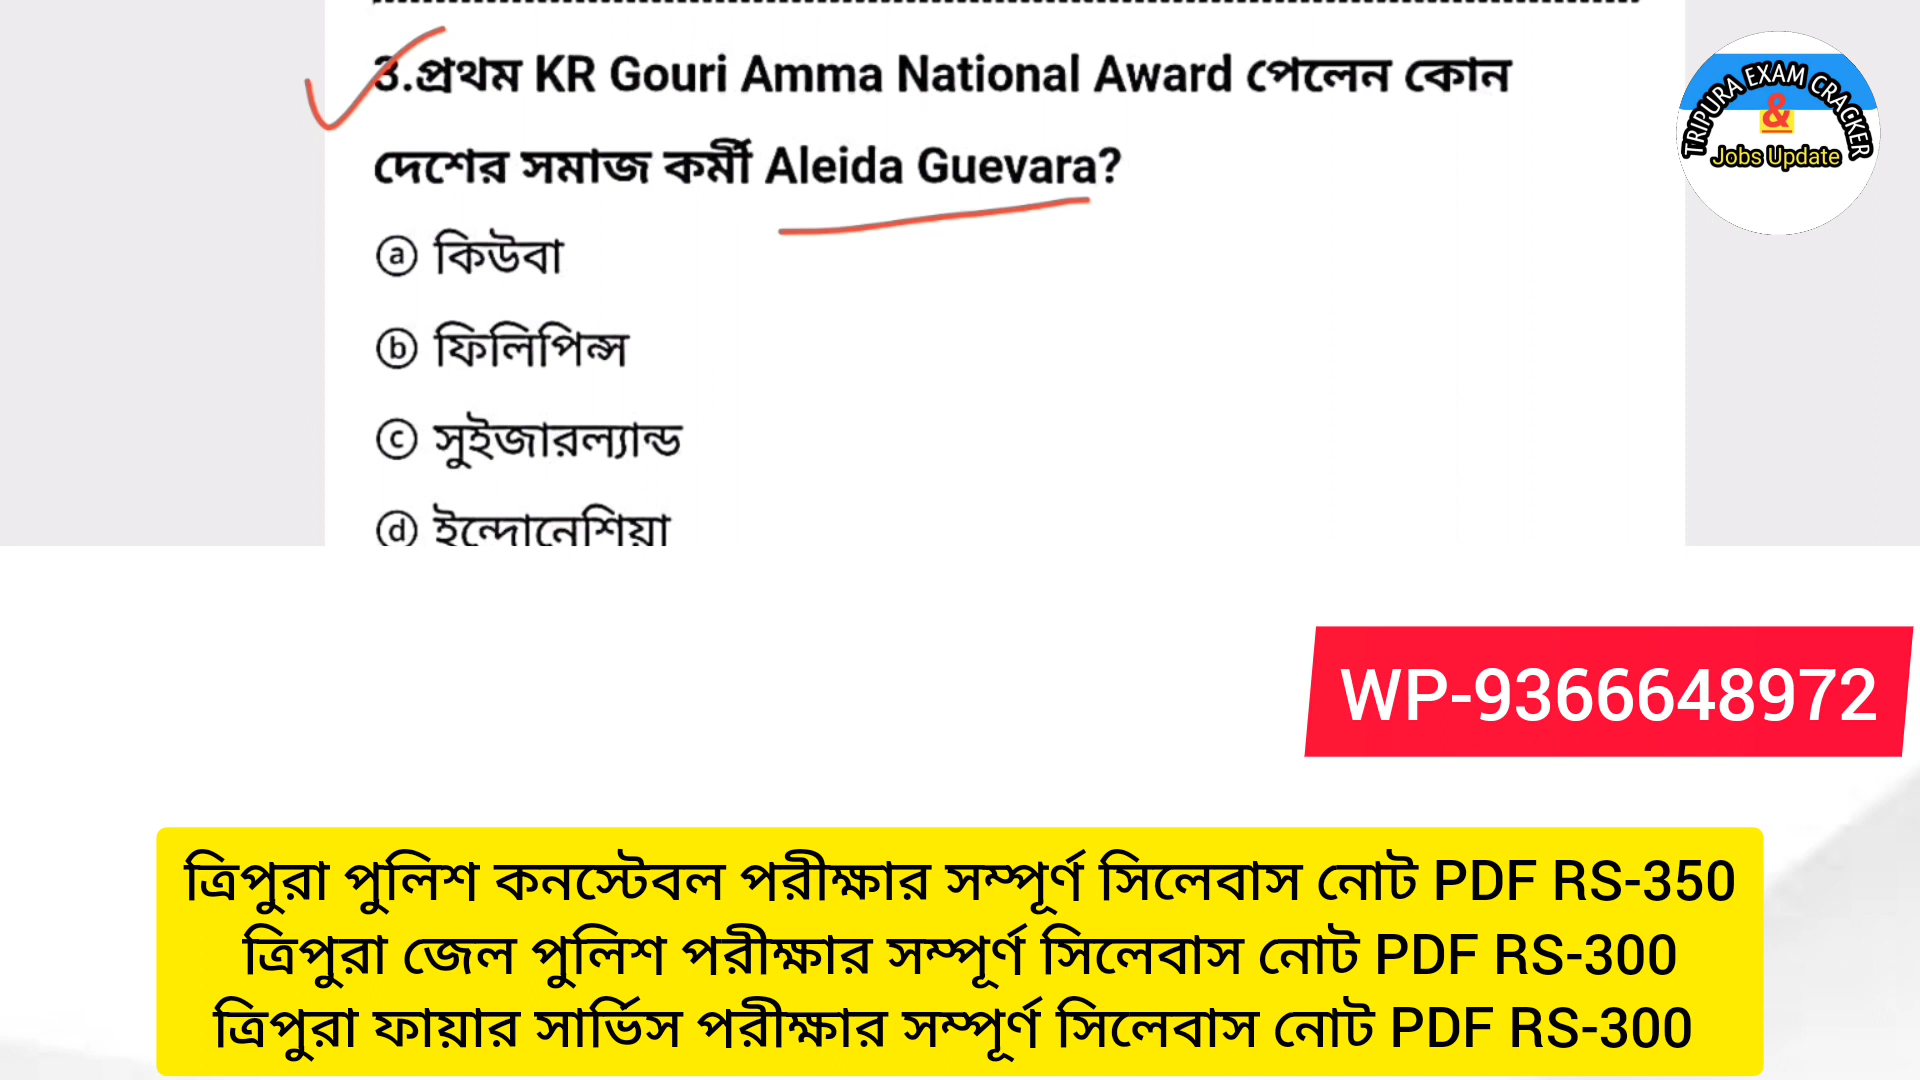 3.প্রথম KR Gouri Amma National Award পেলেন কোন
দেশের সমাজ কর্মী Aleida Guevara?
ⓐ কিউবা
ⓑ ফিলিপিন্স
ⓒ সুইজারল্যান্ড
ⓓ ইন্দোনেশিয়া
TRIPURA EXAM CRACKER
&
Jobs Update
WP-9366648972
ত্রিপুরা পুলিশ কনস্টেবল পরীক্ষার সম্পূর্ণ সিলেবাস নোট PDF RS-350
ত্রিপুরা জেল পুলিশ পরীক্ষার সম্পূর্ণ সিলেবাস নোট PDF RS-300
ত্রিপুরা ফায়ার সার্ভিস পরীক্ষার সম্পূর্ণ সিলেবাস নোট PDF RS-300